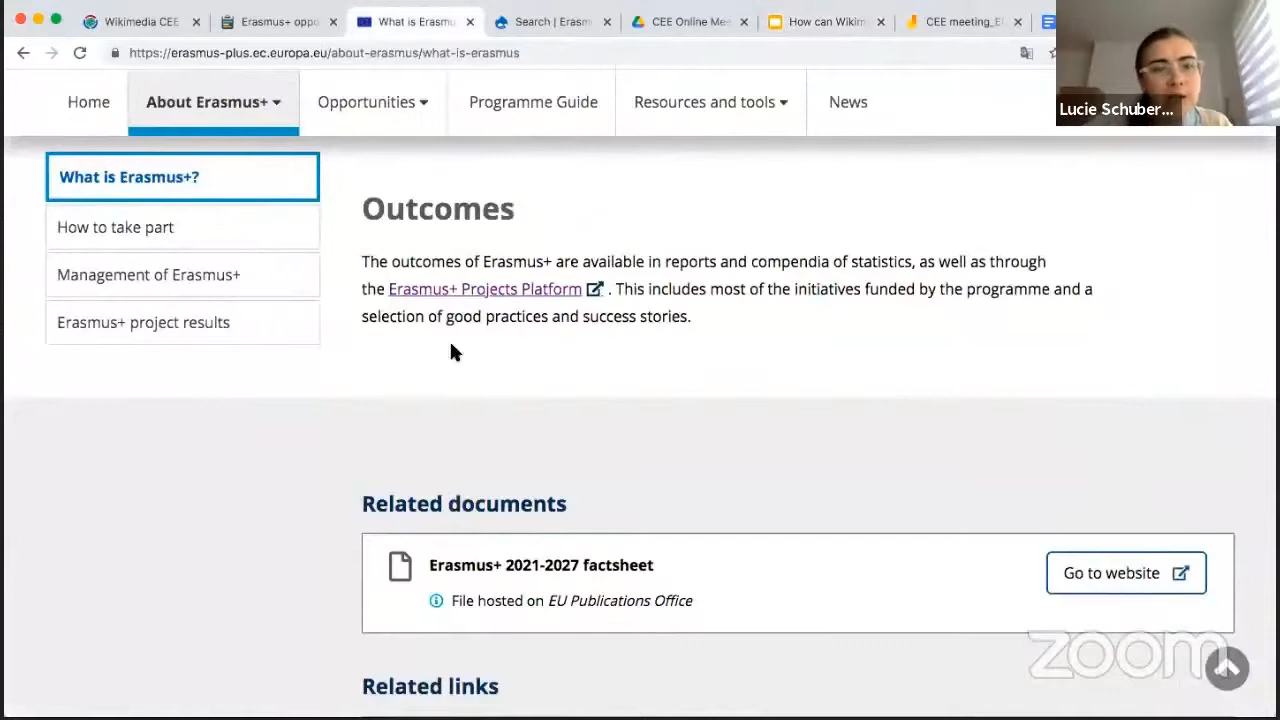 Wikimedia CEE
Erasmus+ oppo
What is Erasmu
Search | Erasm
CEE Online Mee
How can Wikim
CEE meeting_E
https://erasmus-plus.ec.europa.eu/about-erasmus/what-is-erasmus
Lucie Schuber...
Home
About Erasmus+
Opportunities
Programme Guide
Resources and tools
News
What is Erasmus+?
How to take part
Management of Erasmus+
Erasmus+ project results
Outcomes
The outcomes of Erasmus+ are available in reports and compendia of statistics, as well as through
the Erasmus+ Projects Platform . This includes most of the initiatives funded by the programme and a
selection of good practices and success stories.
Related documents
Erasmus+ 2021-2027 factsheet
File hosted on EU Publications Office
Go to website
zoom
Related links